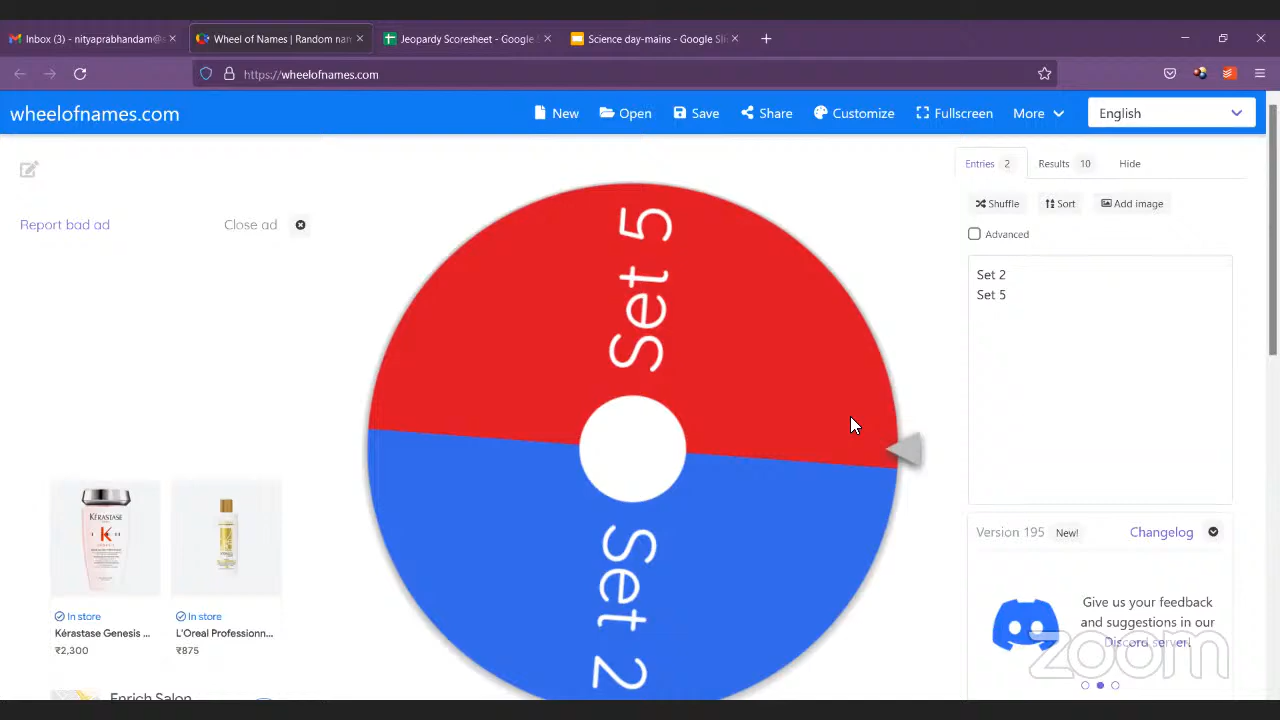 Inbox (3) - nityaprabhandam@
Wheel of Names | Random nam
Jeopardy Scoresheet - Google
Science day-mains - Google Sli
https://wheelofnames.com
wheelofnames.com
New
Open
Save
Share
Customize
Fullscreen
More
English
Entries 2
Results 10
Hide
Report bad ad
Close ad
Shuffle
Sort
Add image
Advanced
Set 2
Set 5
Set 5
Set 2
KÉRASTASE
In store
Kérastase Genesis ...
₹2,300
In store
L'Oreal Professionn...
₹875
Enrich Salon
Version 195 New!
Changelog
Give us your feedback
and suggestions in our
Discord server!
zoom